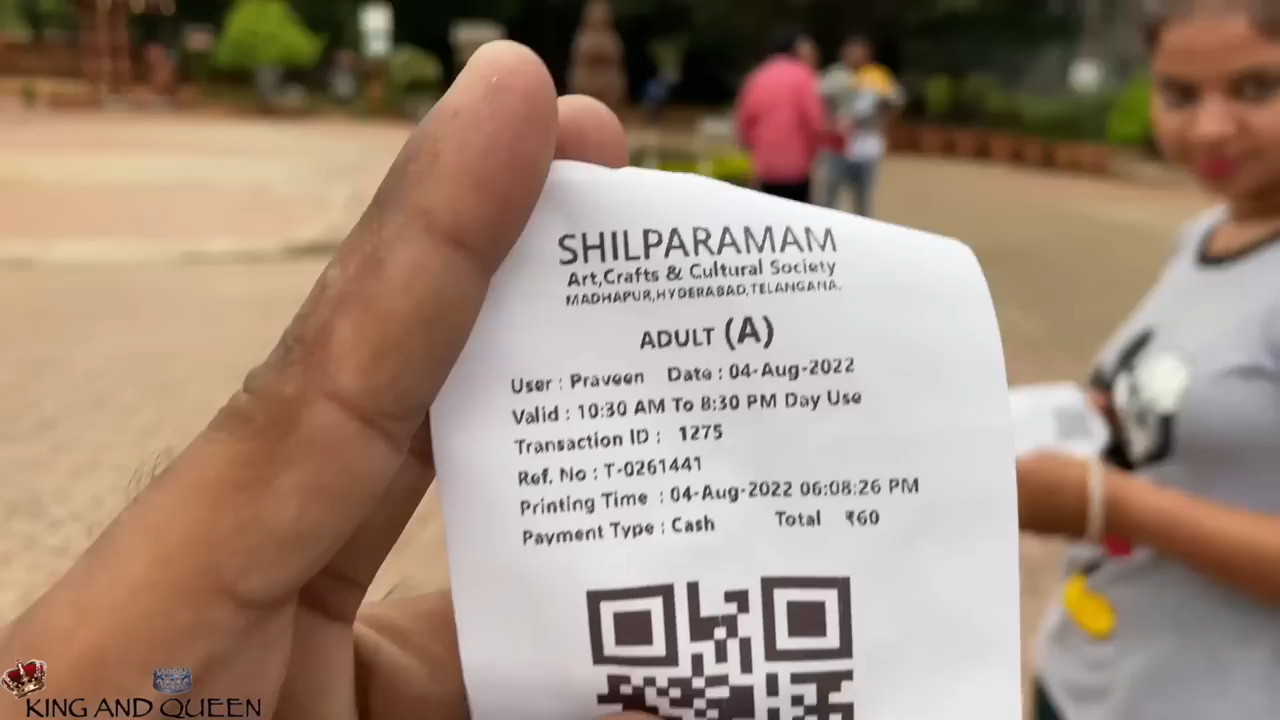 SHILPARAMAM
Art,Crafts & Cultural Society
MADHAPUR,HYDERABAD,TELANGANA.
ADULT (A)
User : Praveen Date : 04-Aug-2022
Valid : 10:30 AM To 8:30 PM Day Use
Transaction ID : 1275
Ref. No : T-0261441
Printing Time : 04-Aug-2022 06:08:26 PM
Payment Type : Cash Total ₹60
KING AND QUEEN